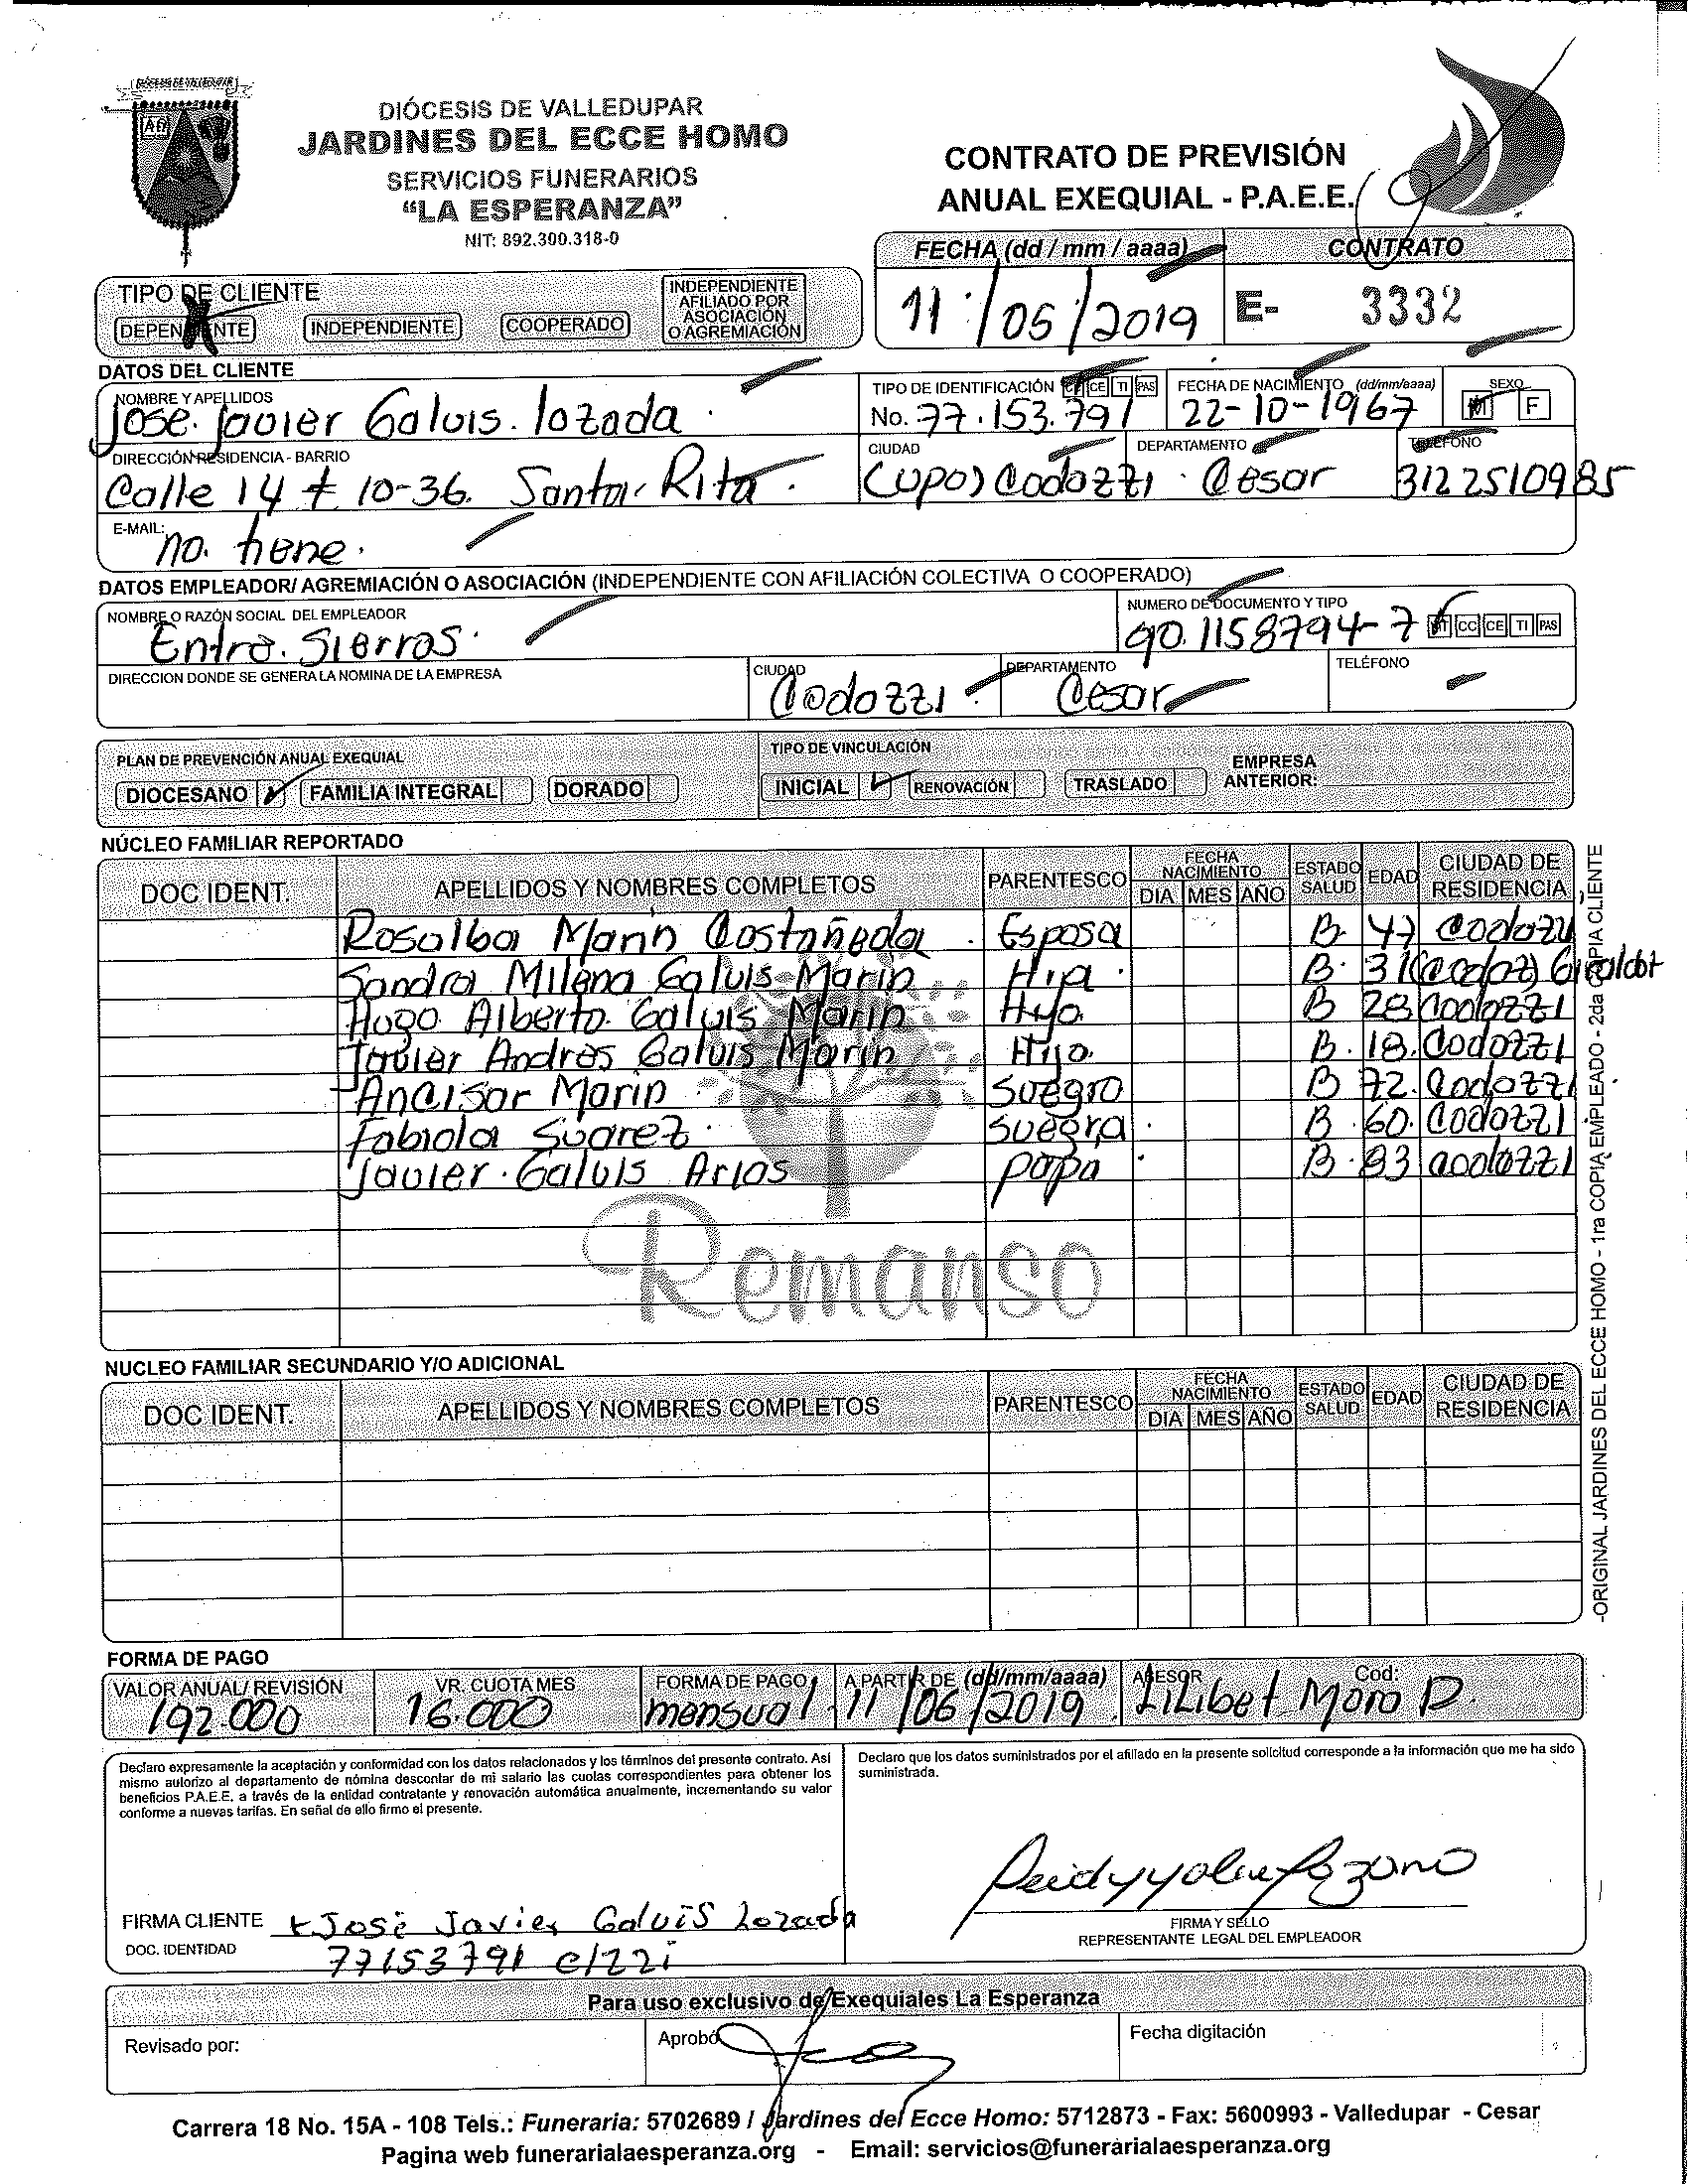 DIÓCESIS DE VALLEDUPAR
JARDINES DEL ECCE HOMO
SERVICIOS FUNERARIOS
"LA ESPERANZA"
NIT: 892.300.318-0
CONTRATO DE PREVISIÓN
ANUAL EXEQUIAL - P.A.E.E.
FECHA (dd / mm / aaaa) CONTRATO
11/05/2019 E- 3332
TIPO DE CLIENTE
DEPENDIENTE INDEPENDIENTE COOPERADO INDEPENDIENTE AFILIADO POR ASOCIACIÓN O AGREMIACIÓN
DATOS DEL CLIENTE
NOMBRE Y APELLIDOS TIPO DE IDENTIFICACIÓN CE TI PAS FECHA DE NACIMIENTO (dd/mm/aaaa) SEXO
Jose Javier Galvis lozada No. 77.153.791 22-10-1967 M F
DIRECCIÓN RESIDENCIA - BARRIO CIUDAD DEPARTAMENTO TELÉFONO
Calle 14 # 10-36. Santa Rita. (upo) Codazzi. Cesar 3122510985
E-MAIL:
no. tiene.
DATOS EMPLEADOR/ AGREMIACIÓN O ASOCIACIÓN (INDEPENDIENTE CON AFILIACIÓN COLECTIVA O COOPERADO)
NOMBRE O RAZÓN SOCIAL DEL EMPLEADOR NUMERO DE DOCUMENTO Y TIPO
Entre. Sierras. 90.1158794-7 NIT CC CE TI PAS
DIRECCION DONDE SE GENERA LA NOMINA DE LA EMPRESA CIUDAD DEPARTAMENTO TELÉFONO
Codazzi. Cesar -
PLAN DE PREVENCIÓN ANUAL EXEQUIAL TIPO DE VINCULACIÓN
DIOCESANO FAMILIA INTEGRAL DORADO INICIAL RENOVACIÓN TRASLADO EMPRESA ANTERIOR:
NÚCLEO FAMILIAR REPORTADO
DOC IDENT. APELLIDOS Y NOMBRES COMPLETOS PARENTESCO FECHA NACIMIENTO DIA MES AÑO ESTADO SALUD EDAD CIUDAD DE RESIDENCIA
Rosalba Marin Costañeda. Esposa B. 47 Codazzi
Sandra Milena Galvis Marin Hija. B. 31 (Codaz) Giraldot
Hugo Alberto Galvis Marin Hijo B 28 Codazzi
Javier Andres Galvis Marin Hijo. B. 18. Codazzi
Ancisar Marin Suegro B 72. Codazzi.
Fabiola Suarez. Suegra. B. 60. Codazzi.
Javier. Galvis Arias papa. B. 83 Codazzi
Remanso
NUCLEO FAMILIAR SECUNDARIO Y/O ADICIONAL
DOC IDENT. APELLIDOS Y NOMBRES COMPLETOS PARENTESCO FECHA NACIMIENTO DIA MES AÑO ESTADO SALUD EDAD CIUDAD DE RESIDENCIA
-ORIGINAL JARDINES DEL ECCE HOMO - 1ra COPIA EMPLEADO - 2da COPIA CLIENTE
FORMA DE PAGO
VALOR ANUAL/ REVISIÓN VR. CUOTA MES FORMA DE PAGO A PARTIR DE (dd/mm/aaaa) ASESOR Cod:
192.000 16.000 mensual. 11/06/2019. Lilibet Mora D.
Declaro expresamente la aceptación y conformidad con los datos relacionados y los términos del presente contrato. Así
mismo autorizo al departamento de nómina descontar de mi salario las cuotas correspondientes para obtener los
beneficios P.A.E.E. a través de la entidad contratante y renovación automática anualmente, incrementando su valor
conforme a nuevas tarifas. En señal de ello firmo el presente.
Declaro que los datos suministrados por el afiliado en la presente solicitud corresponde a la información que me ha sido
suministrada.
FIRMA CLIENTE José Javier Galvis Lozada
DOC. IDENTIDAD 77153791 c/zzi
FIRMA Y SELLO
REPRESENTANTE LEGAL DEL EMPLEADOR
Para uso exclusivo de Exequiales La Esperanza
Revisado por: Aprobó Fecha digitación
Carrera 18 No. 15A - 108 Tels.: Funeraria: 5702689 / Jardines del Ecce Homo: 5712873 - Fax: 5600993 - Valledupar - Cesar
Pagina web funerarialaesperanza.org - Email: servicios@funerarialaesperanza.org